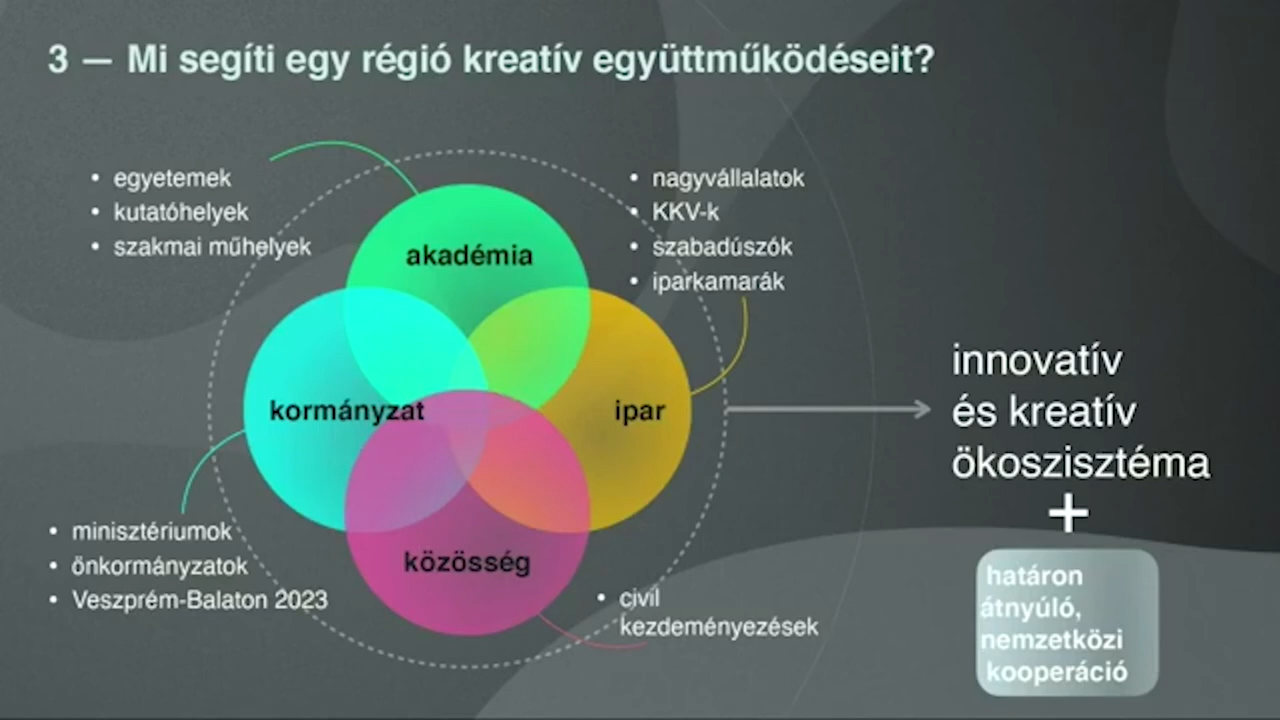 3 — Mi segíti egy régió kreatív együttműködéseit?
• egyetemek
• kutatóhelyek
• szakmai műhelyek
• nagyvállalatok
• KKV-k
• szabadúszók
• iparkamarák
akadémia
kormányzat
ipar
közösség
• minisztériumok
• önkormányzatok
• Veszprém-Balaton 2023
• civil
kezdeményezések
innovatív
és kreatív
ökoszisztéma
+
határon
átnyúló,
nemzetközi
kooperáció